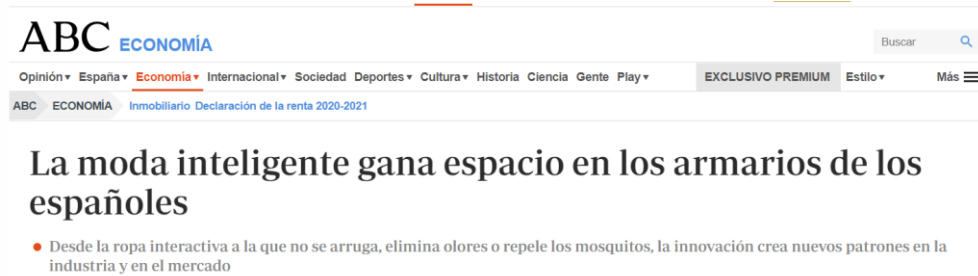 ABC ECONOMÍA
Buscar
Opinión España Economía Internacional Sociedad Deportes Cultura Historia Ciencia Gente Play EXCLUSIVO PREMIUM Estilo Más
ABC ECONOMÍA Inmobiliario Declaración de la renta 2020-2021
La moda inteligente gana espacio en los armarios de los
españoles
Desde la ropa interactiva a la que no se arruga, elimina olores o repele los mosquitos, la innovación crea nuevos patrones en la
industria y en el mercado